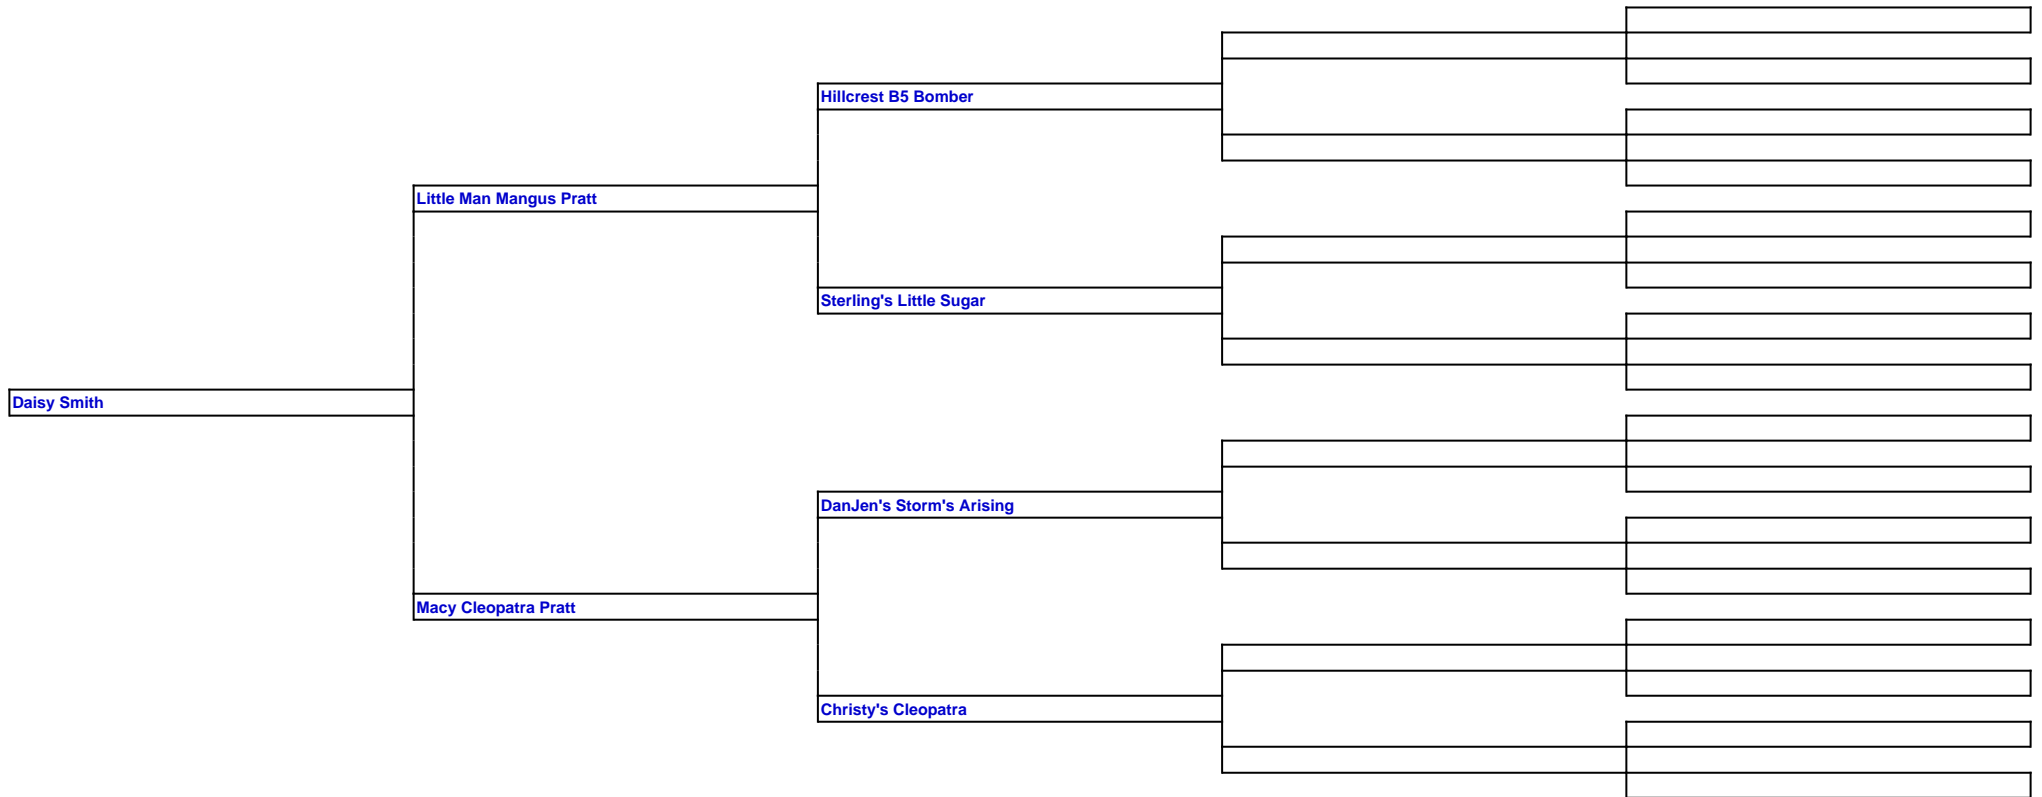 Hillcrest B5 Bomber
Little Man Mangus Pratt
Sterling's Little Sugar
Daisy Smith
DanJen's Storm's Arising
Macy Cleopatra Pratt
Christy's Cleopatra